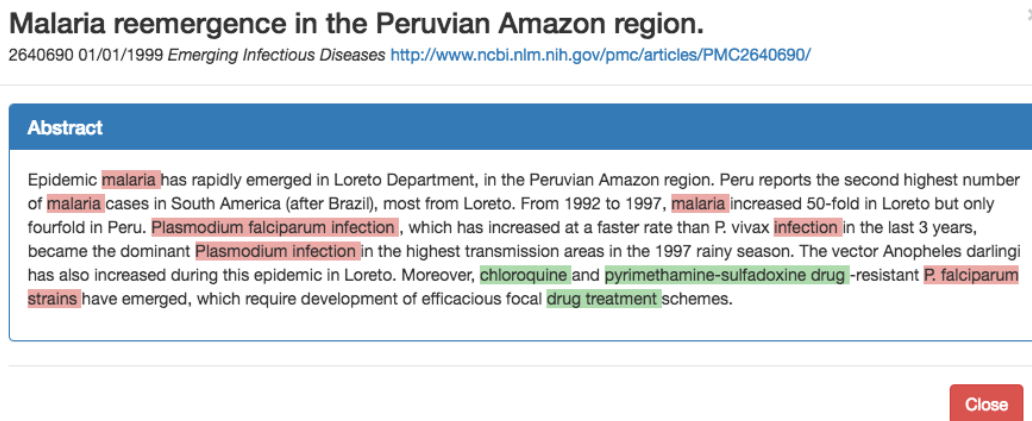 Malaria reemergence in the Peruvian Amazon region.
2640690 01/01/1999 Emerging Infectious Diseases http://www.ncbi.nlm.nih.gov/pmc/articles/PMC2640690/
Abstract
Epidemic malaria has rapidly emerged in Loreto Department, in the Peruvian Amazon region. Peru reports the second highest number
of malaria cases in South America (after Brazil), most from Loreto. From 1992 to 1997, malaria increased 50-fold in Loreto but only
fourfold in Peru. Plasmodium falciparum infection , which has increased at a faster rate than P. vivax infection in the last 3 years,
became the dominant Plasmodium infection in the highest transmission areas in the 1997 rainy season. The vector Anopheles darlingi
has also increased during this epidemic in Loreto. Moreover, chloroquine and pyrimethamine-sulfadoxine drug -resistant P. falciparum
strains have emerged, which require development of efficacious focal drug treatment schemes.
Close